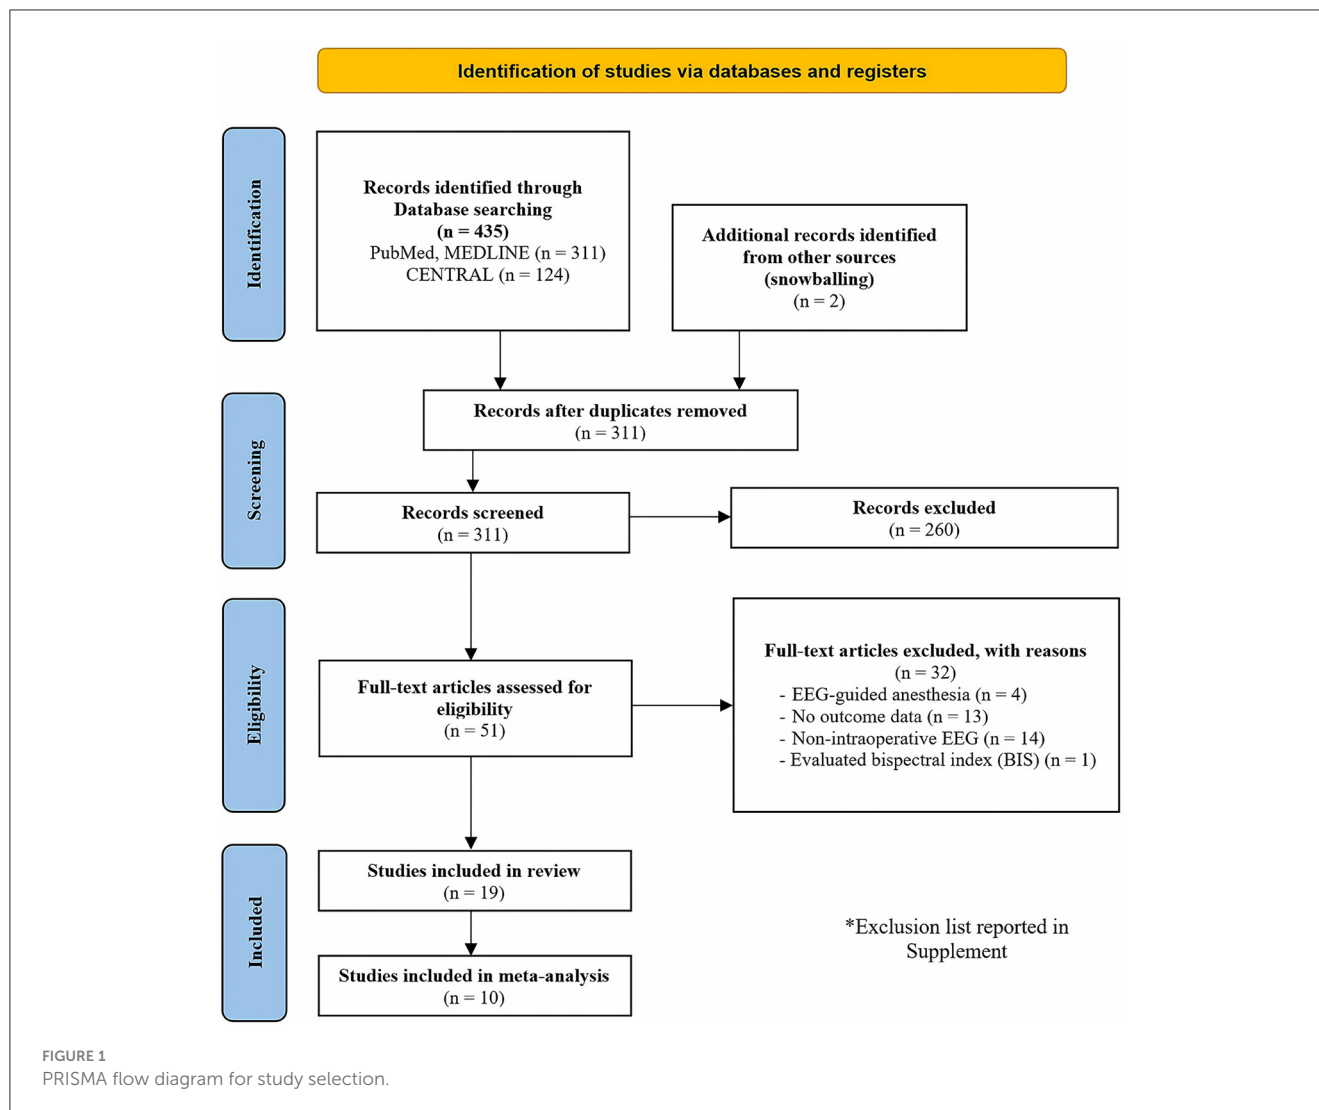 Identification of studies via databases and registers
Identification
Records identified through
Database searching
(n = 435)
PubMed, MEDLINE (n = 311)
CENTRAL (n = 124)
Additional records identified
from other sources
(snowballing)
(n = 2)
Screening
Records after duplicates removed
(n = 311)
Records screened
(n = 311)
Records excluded
(n = 260)
Eligibility
Full-text articles assessed for
eligibility
(n = 51)
Full-text articles excluded, with reasons
(n = 32)
- EEG-guided anesthesia (n = 4)
- No outcome data (n = 13)
- Non-intraoperative EEG (n = 14)
- Evaluated bispectral index (BIS) (n = 1)
Included
Studies included in review
(n = 19)
Studies included in meta-analysis
(n = 10)
*Exclusion list reported in
Supplement
FIGURE 1
PRISMA flow diagram for study selection.